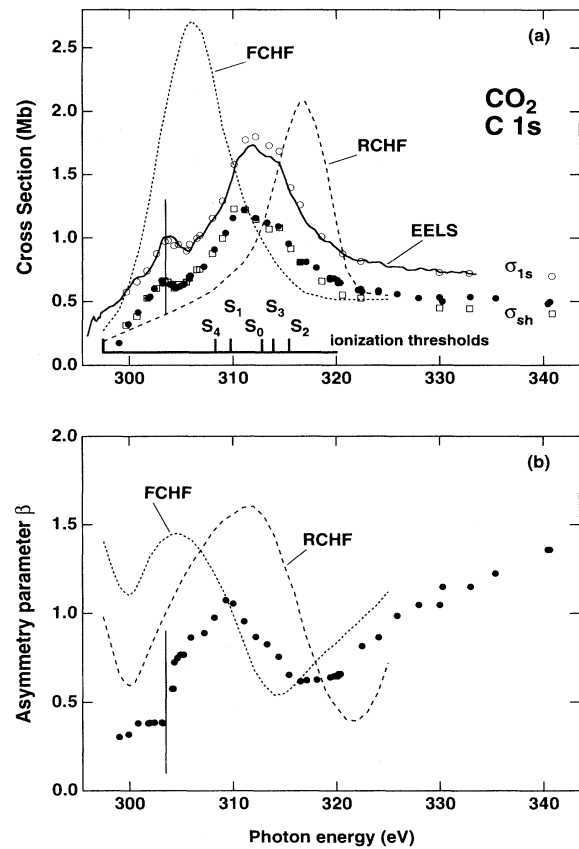 (a)
3.0
2.5
2.0
1.5
1.0
0.5
0.0
Cross Section (Mb)
FCHF
CO2
C 1s
RCHF
EELS
σ1s
σsh
S4 S1 S0 S3 S2
ionization thresholds
300 310 320 330 340
(b)
2.0
1.5
1.0
0.5
0.0
Asymmetry parameter β
FCHF
RCHF
300 310 320 330 340
Photon energy (eV)